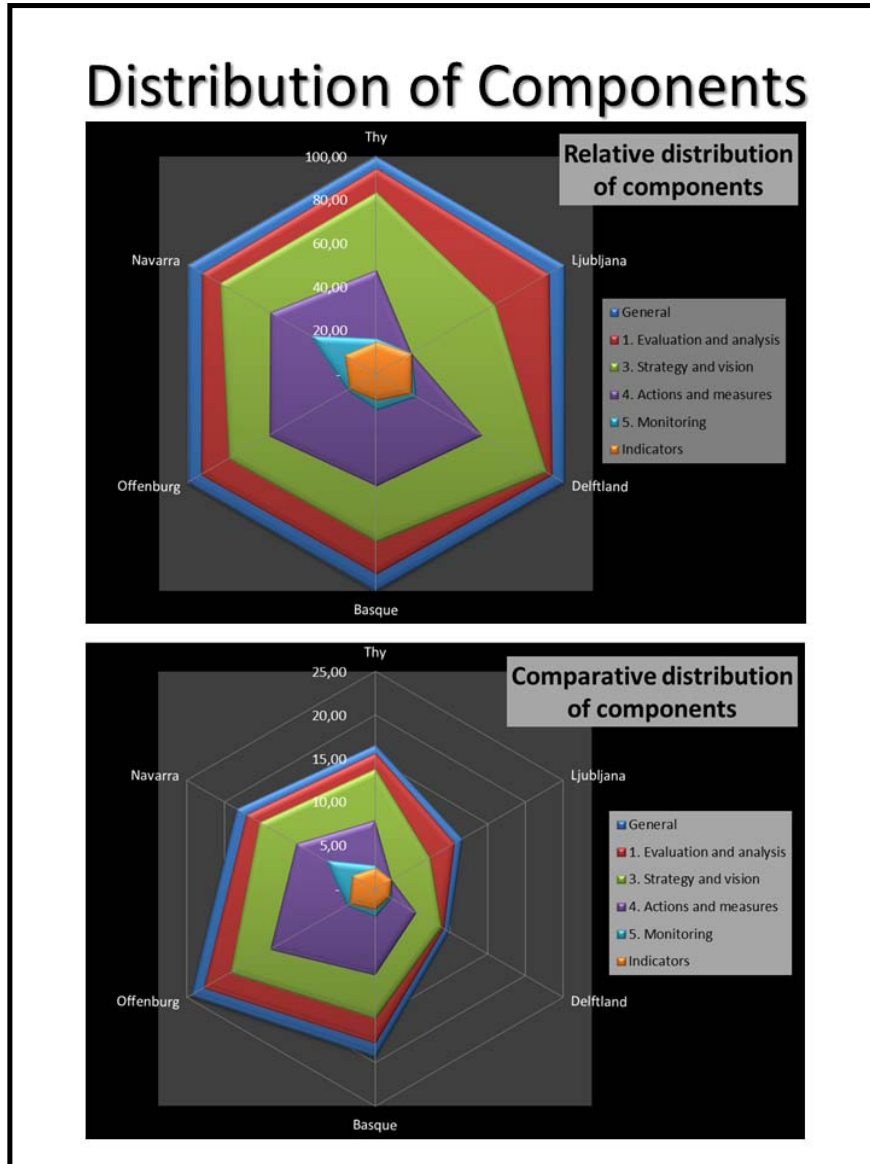 Distribution of Components
Relative distribution
of components
Thy
100,00
80,00
60,00
40,00
20,00
-
Navarra
Ljubljana
Offenburg
Delftland
Basque
General
1. Evaluation and analysis
3. Strategy and vision
4. Actions and measures
5. Monitoring
Indicators
Comparative distribution
of components
Thy
25,00
20,00
15,00
10,00
5,00
-
Navarra
Ljubljana
Offenburg
Delftland
Basque
General
1. Evaluation and analysis
3. Strategy and vision
4. Actions and measures
5. Monitoring
Indicators